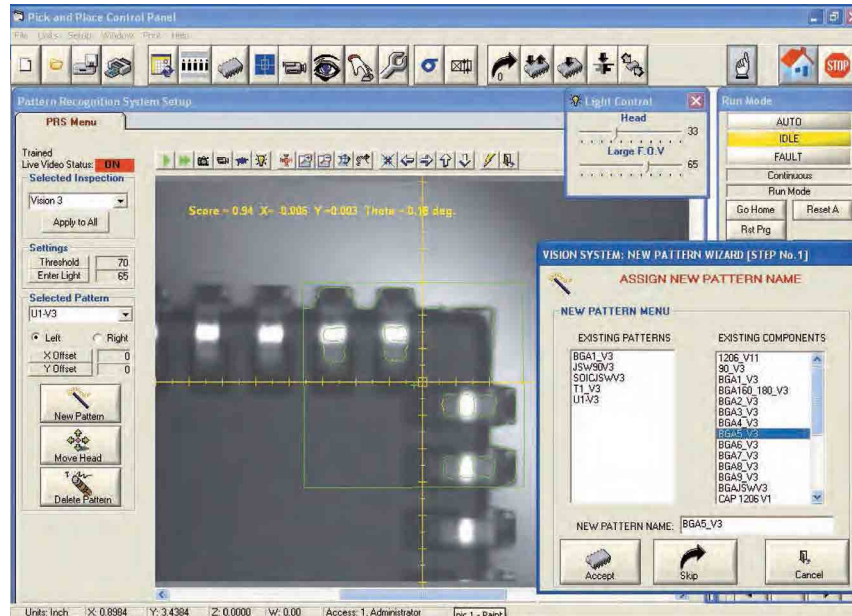 Pick and Place Control Panel
File Units Setup Window Print Help
STOP
Pattern Recognition System Setup
PRS Menu
Trained
Live Video Status: ON
Selected Inspection
Vision 3
Apply to All
Settings
Threshold 70
Enter Light 65
Selected Pattern
U1-V3
Left Right
X Offset 0
Y Offset 0
New Pattern
Move Head
Delete Pattern
Score = 0.94 X= -0.006 Y -0.003 Theta - 0.16 deg.
Light Control
Head
33
Large F.O.V
65
Run Mode
AUTO
IDLE
FAULT
Continuous
Run Mode
Go Home Reset A
Rst Prg
VISION SYSTEM: NEW PATTERN WIZARD [STEP No.1]
ASSIGN NEW PATTERN NAME
NEW PATTERN MENU
EXISTING PATTERNS
BGA1_V3
JSW90V3
SOICJSWV3
T1_V3
U1-V3
EXISTING COMPONENTS
1206_V11
90_V3
BGA1_V3
BGA160_180_V3
BGA2_V3
BGA3_V3
BGA4_V3
BGA5_V3
BGA6_V3
BGA7_V3
BGA8_V3
BGA9_V3
BGAJSWV3
CAP 1206 V1
NEW PATTERN NAME: BGA5_V3
Accept Skip Cancel
Units: Inch X: 0.8984 Y: 3.4384 Z: 0.0000 W: 0.00 Access: 1, Administrator pic 1 - Paint